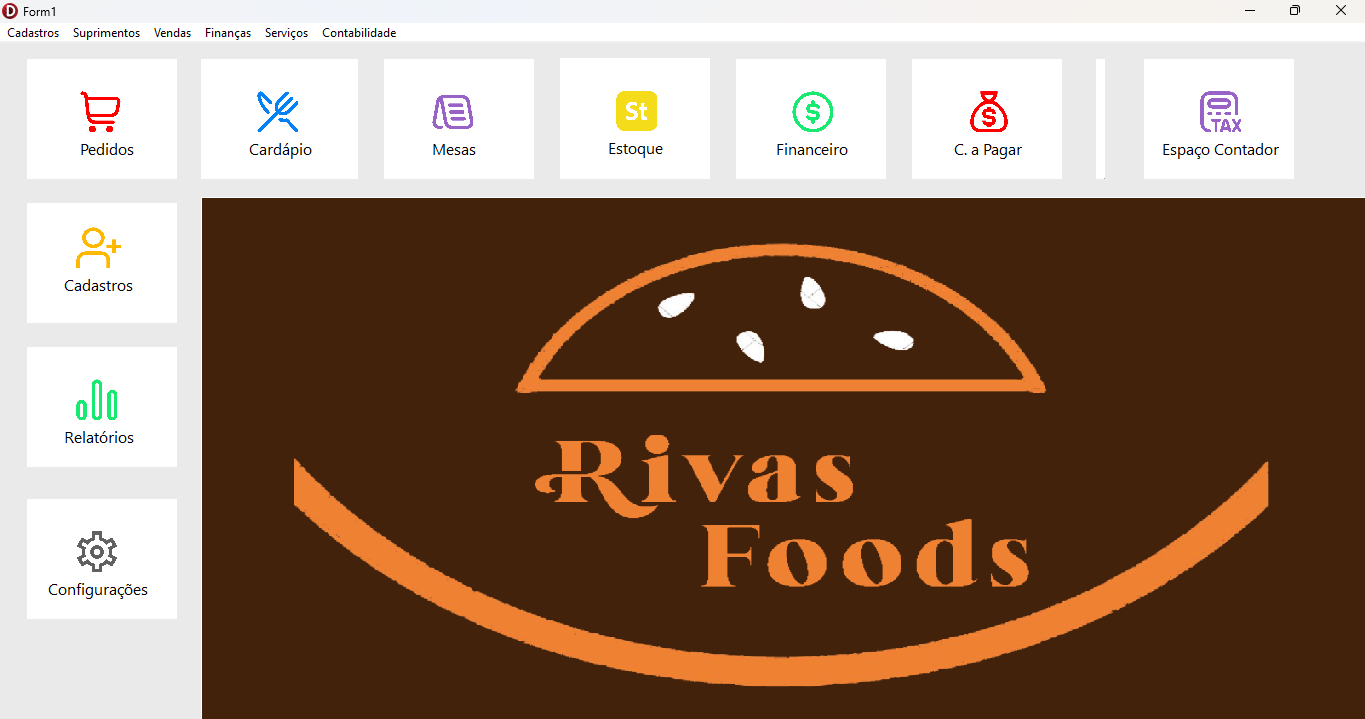 Form1
Cadastros Suprimentos Vendas Finanças Serviços Contabilidade
Pedidos
Cardápio
Mesas
St
Estoque
$
Financeiro
$
C. a Pagar
TAX
Espaço Contador
Cadastros
Relatórios
Configurações
Rivas
Foods